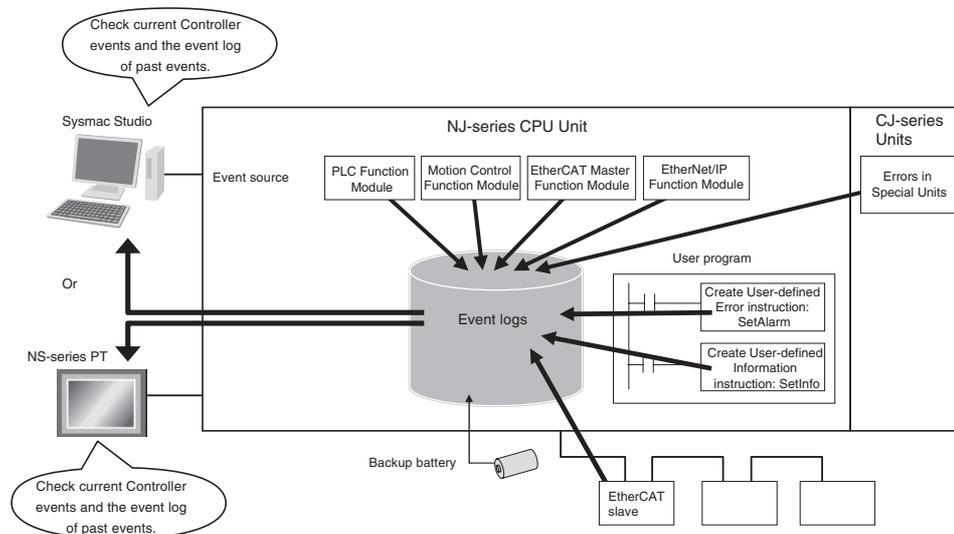 Check current Controller
events and the event log
of past events.
Sysmac Studio
NJ-series CPU Unit
CJ-series
Units
Event source
PLC Function
Module
Motion Control
Function Module
EtherCAT Master
Function Module
EtherNet/IP
Function Module
Errors in
Special Units
User program
Or
Event logs
Create User-defined
Error instruction:
SetAlarm
Create User-defined
Information
instruction: SetInfo
NS-series PT
Backup battery
Check current Controller
events and the event log
of past events.
EtherCAT
slave